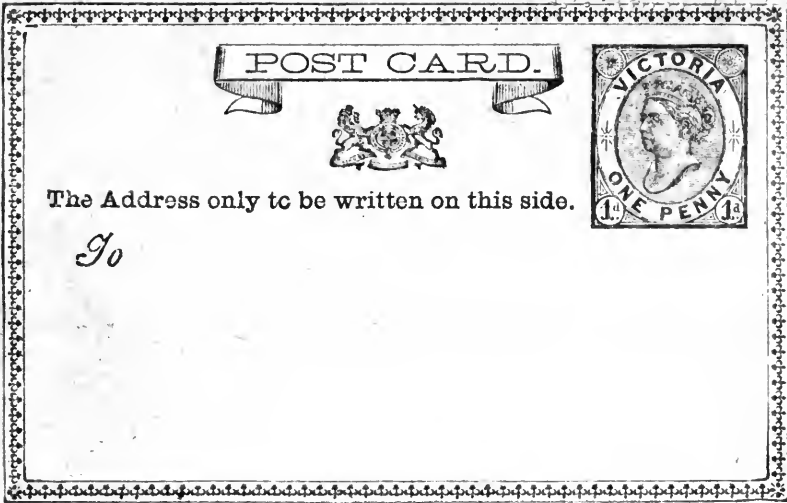 POST CARD.
VICTORIA
ONE PENNY
1d 1d
The Address only to be written on this side.
To